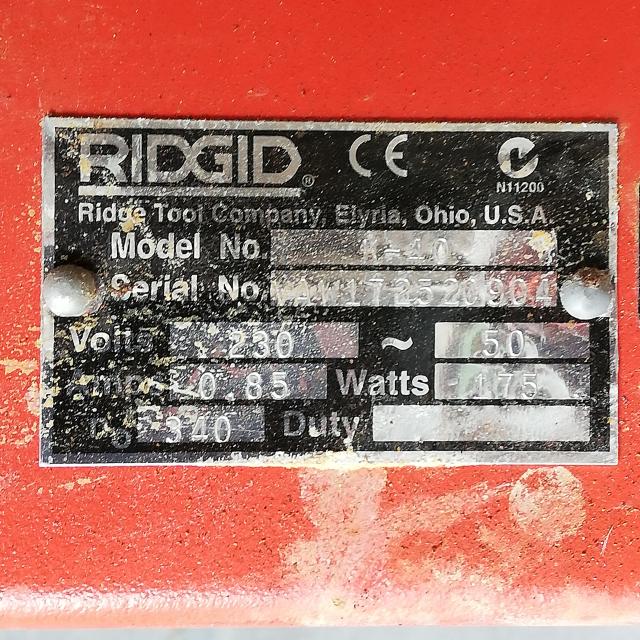 RIDGID® CE
N11200
Ridge Tool Company, Elyria, Ohio, U.S.A.
Model No. K-40
Serial No.
Volts 230 ~ 50
Amps 0.85 Watts 175
340 Duty